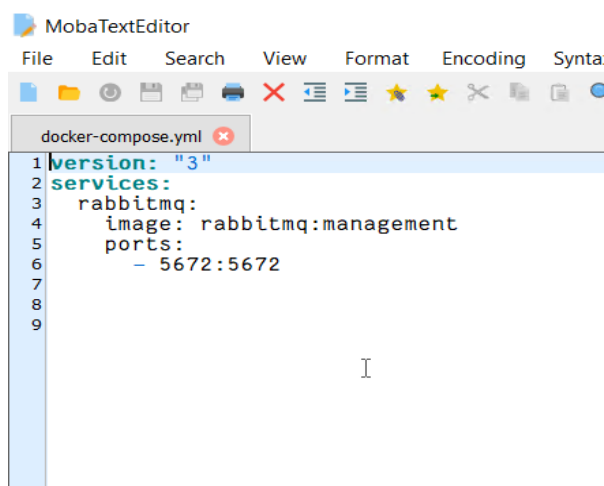 MobaTextEditor
File Edit Search View Format Encoding
docker-compose.yml
1 version: "3"
2 services:
3   rabbitmq:
4     image: rabbitmq:management
5     ports:
6       - 5672:5672
7
8
9